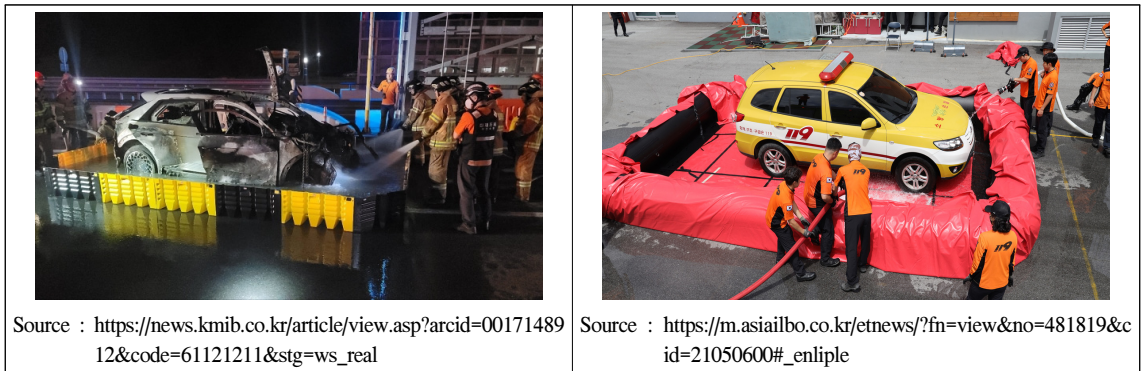 119
119
Source : https://news.kmib.co.kr/article/view.asp?arcid=00171489
12&code=61121211&stg=ws_real
Source : https://m.asiailbo.co.kr/etnews/?fn=view&no=481819&c
id=21050600#_enliple